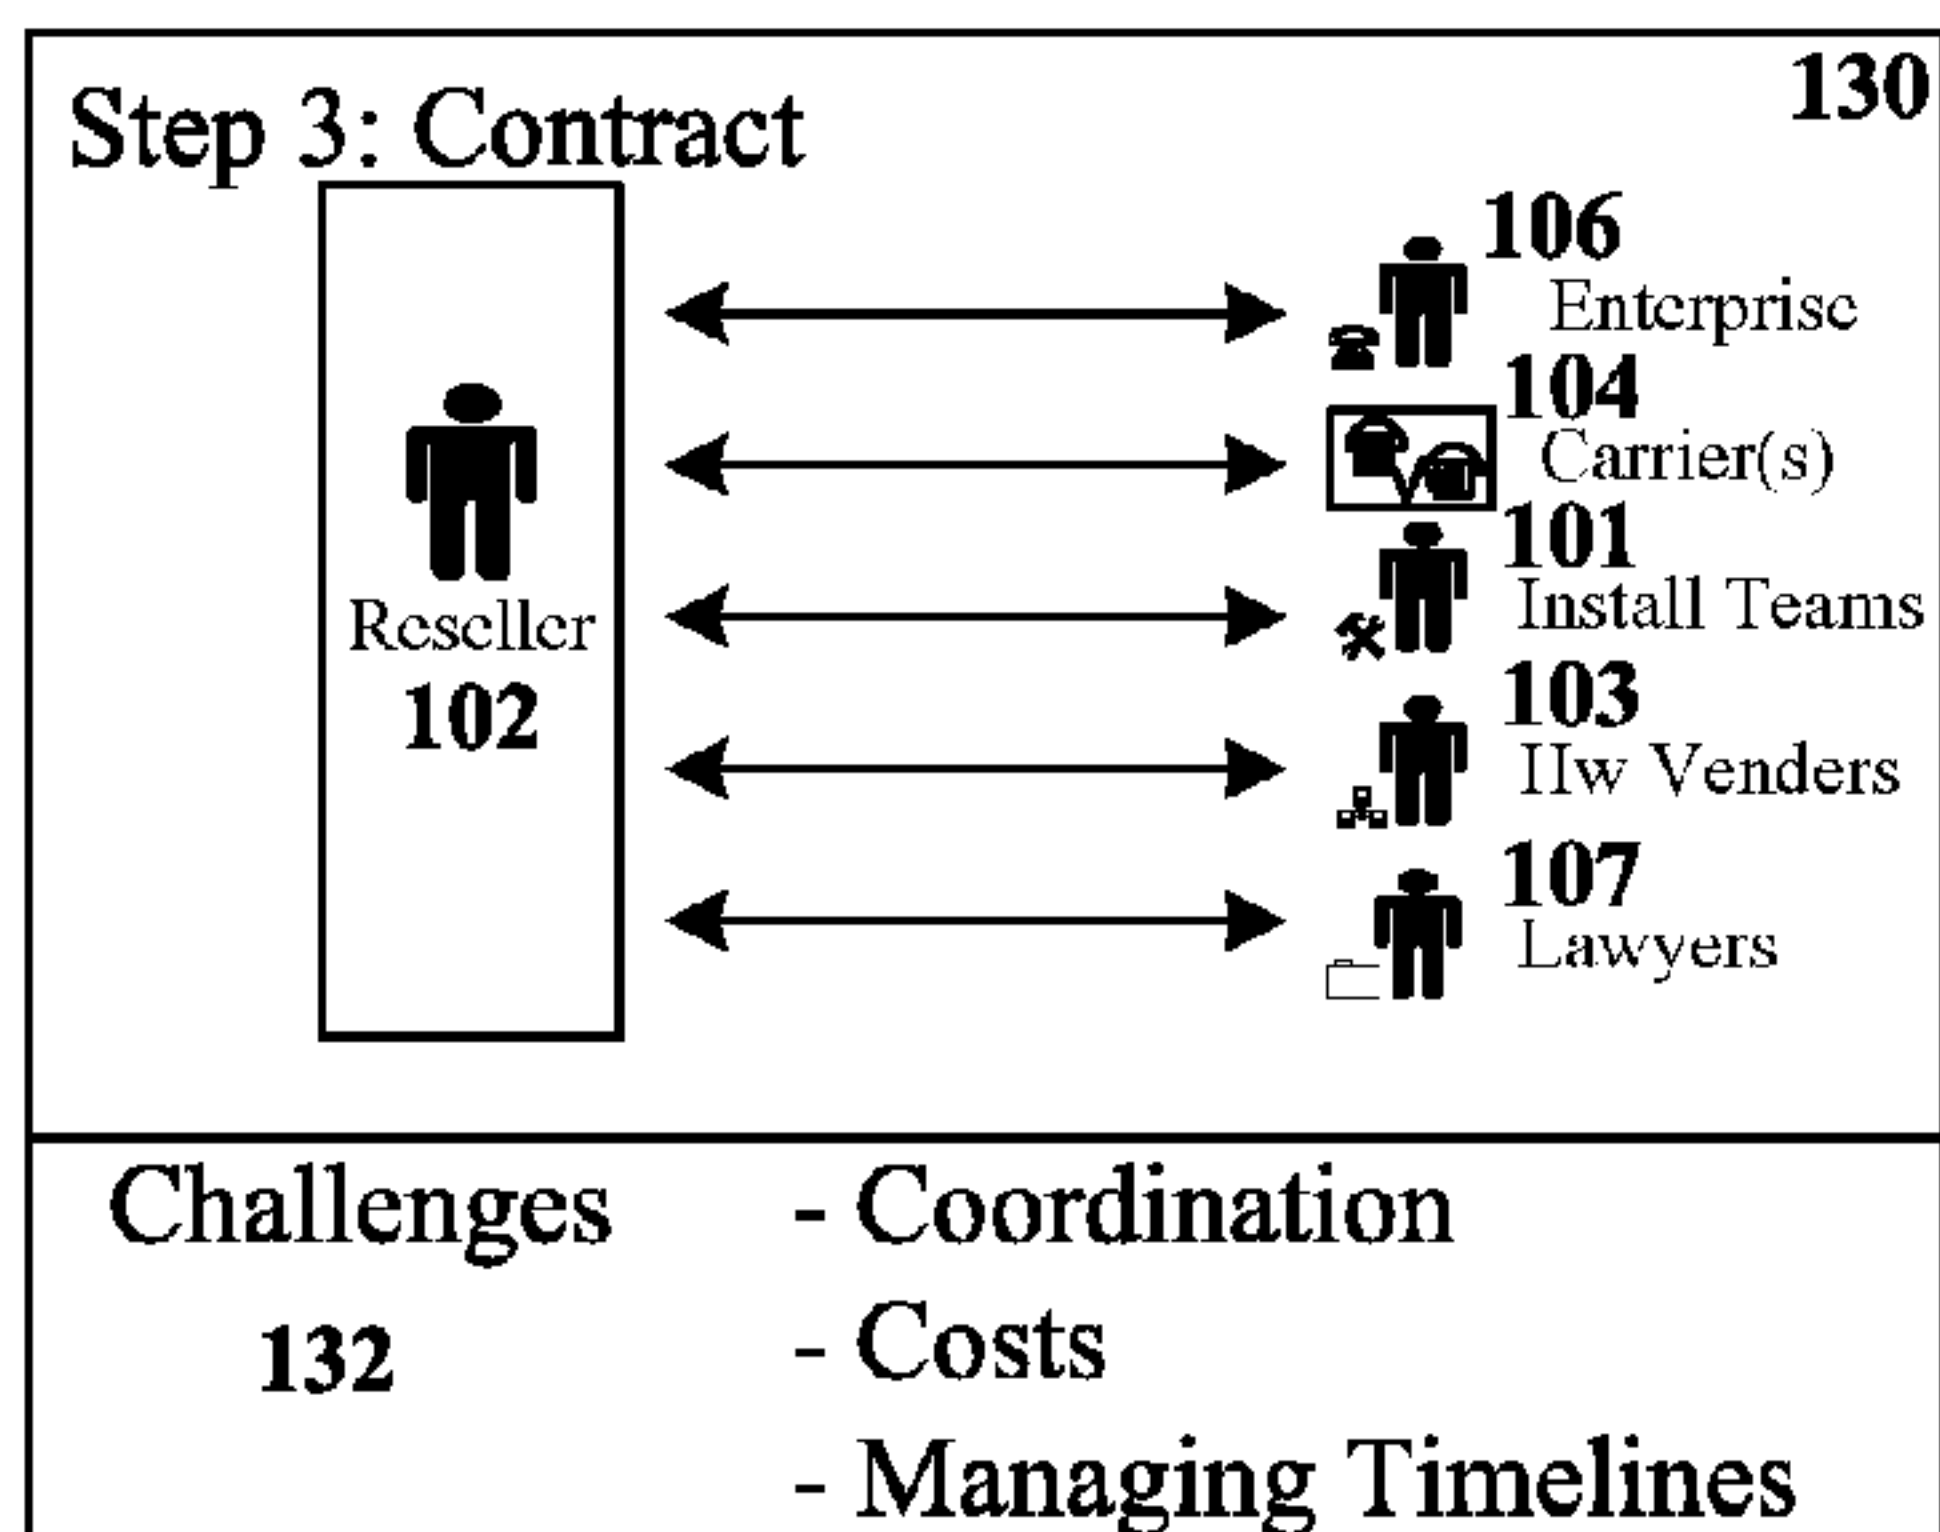 130
Step 3: Contract
106
Enterprise
104
Carrier(s)
101
Install Teams
Reseller
102
103
Hw Venders
107
Lawyers
Challenges
132
- Coordination
- Costs
- Managing Timelines